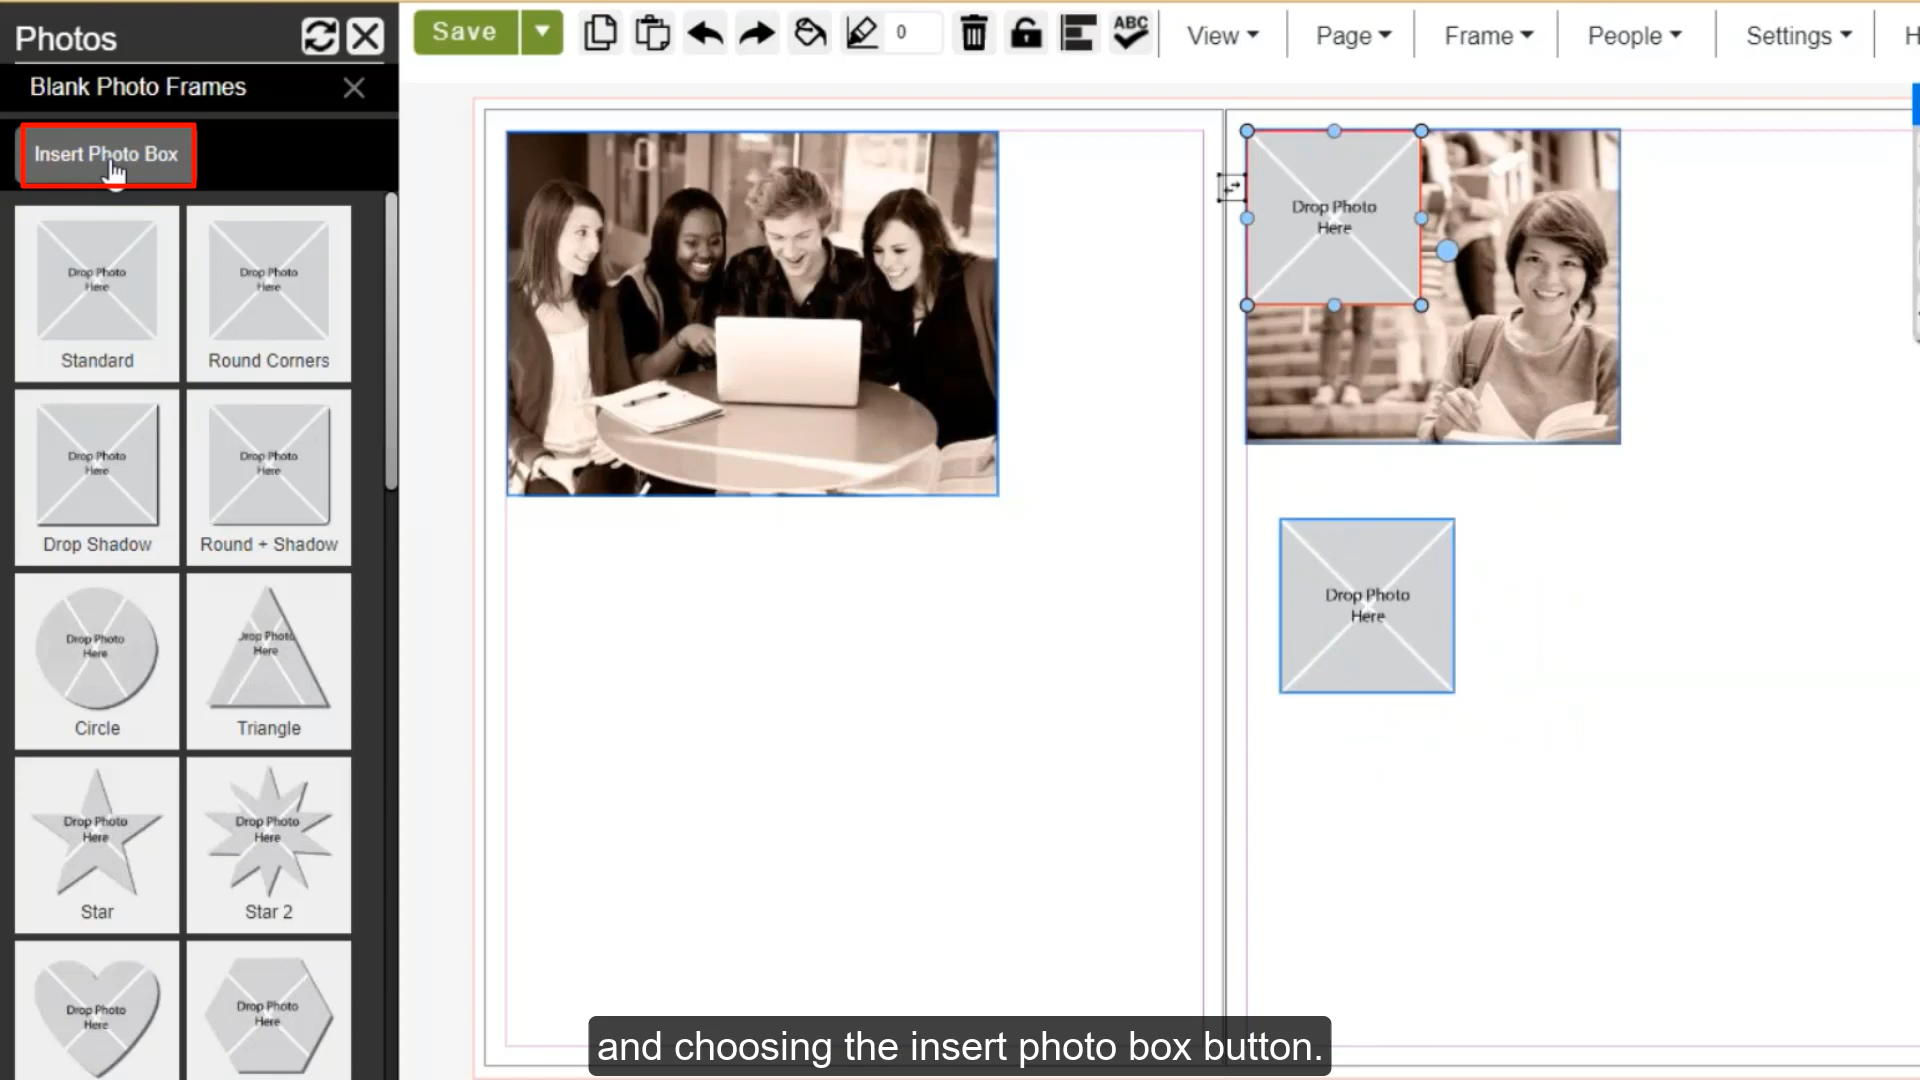 Photos
Save
0
ABC
View
Page
Frame
People
Settings
H
Blank Photo Frames
Insert Photo Box
Drop Photo
Here
Standard
Drop Photo
Here
Round Corners
Drop Photo
Here
Drop Shadow
Drop Photo
Here
Round + Shadow
Drop Photo
Here
Circle
Drop Photo
Here
Triangle
Drop Photo
Here
Star
Drop Photo
Here
Star 2
Drop Photo
Here
Drop Photo
Here
Drop Photo
Here
Drop Photo
Here
and choosing the insert photo box button.